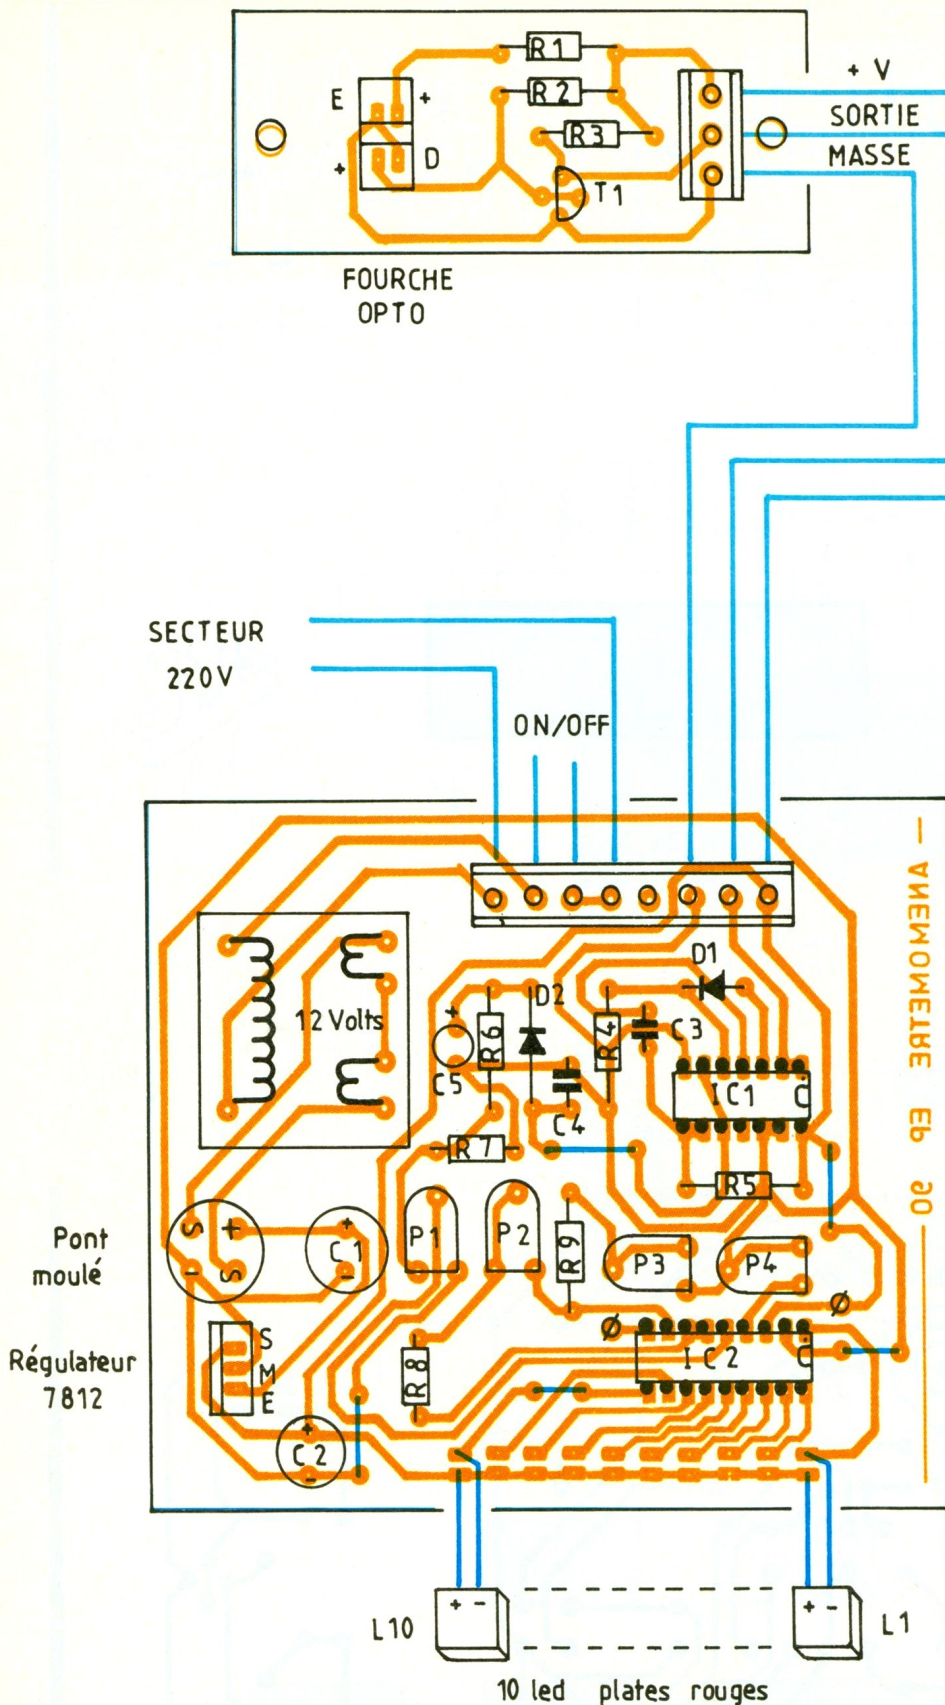 R1
+ V
E
+
R2
SORTIE
R3
+
D
MASSE
T1
FOURCHE
OPTO
SECTEUR
220V
ON/OFF
— ANEMOMETRE EP 90 —
D1
12 Volts
+
R6
D2
R4
C3
C5
IC1
C
C4
R7
R5
S
+
+
P1
P2
R9
P3
P4
Pont
moulé
C1
-
S
-
Ø
Ø
S
IC2
C
Régulateur
7812
M
R8
E
+
C2
-
+ -
+ -
L10
L1
10 led plates rouges